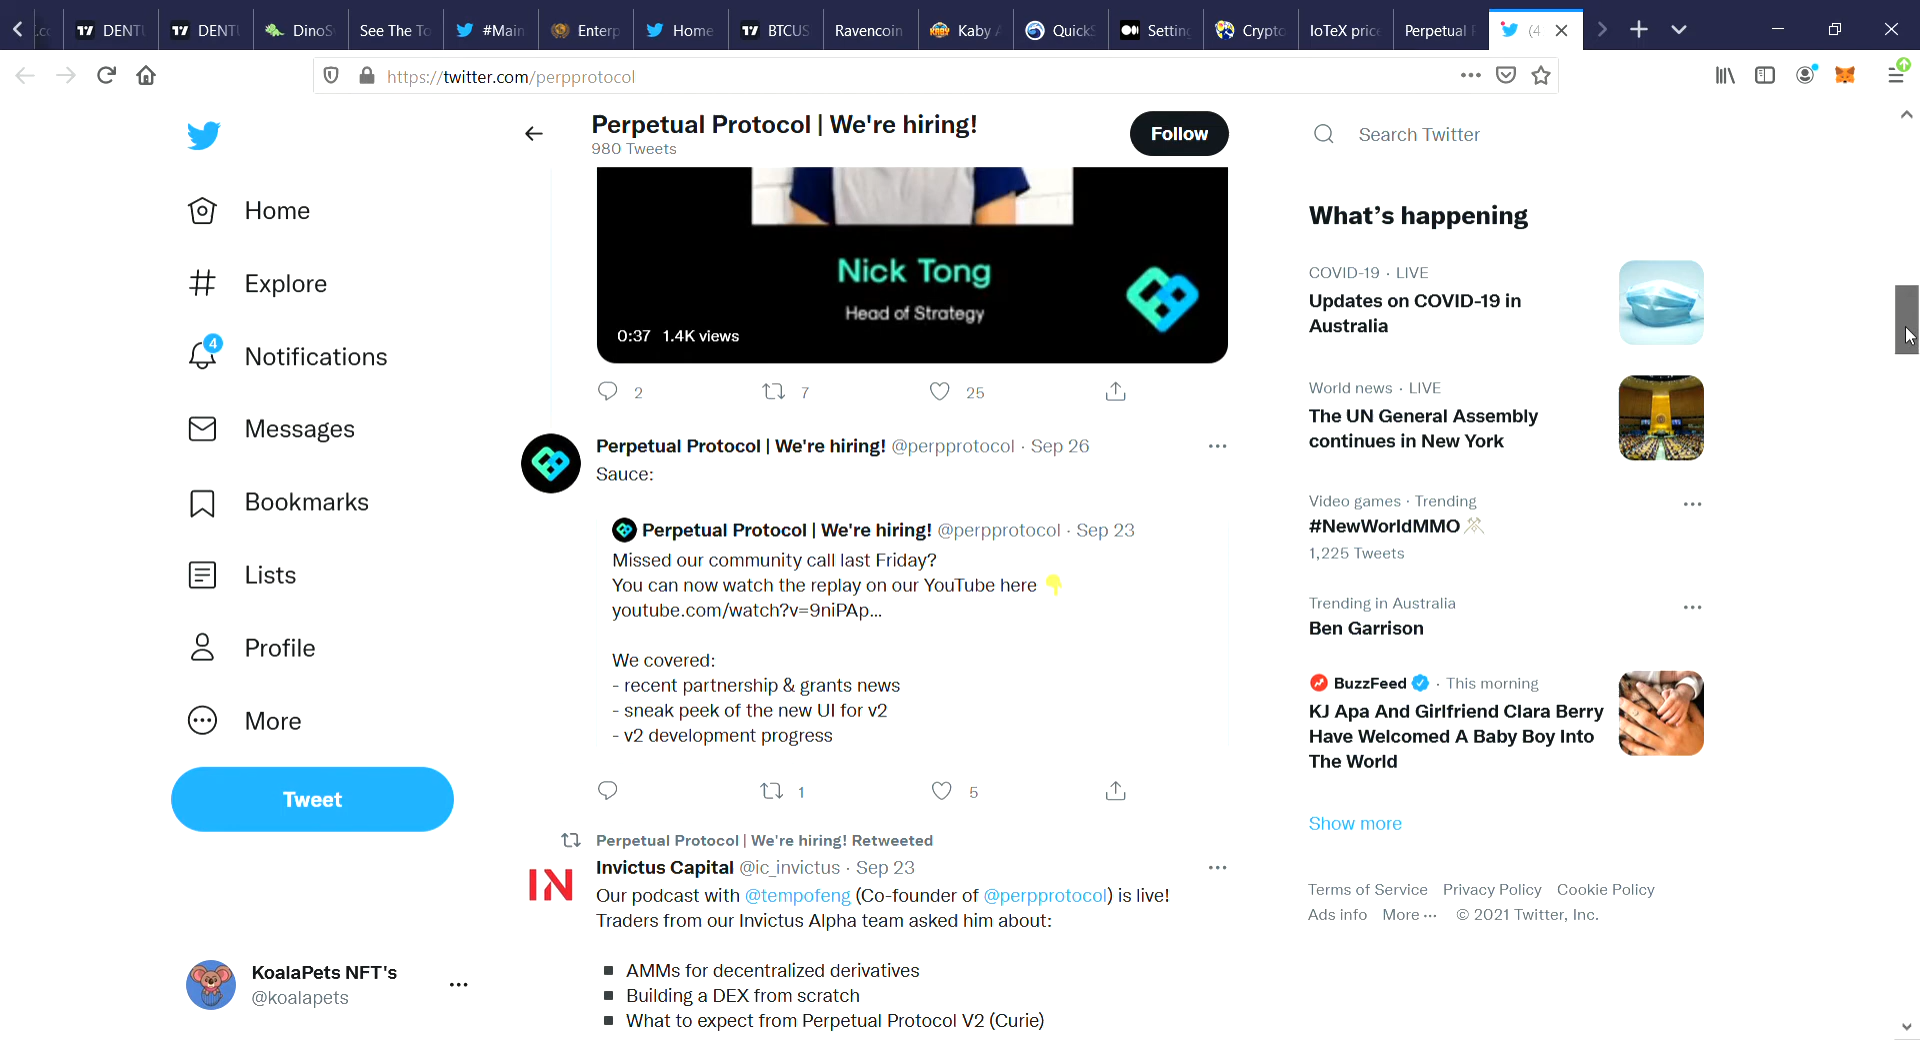 DENTU
DENTU
DinoS
See The To
#Main
Enterp
Home
BTCUS
Ravencoin
Kaby A
QuickS
Settin
Crypto
IoTeX pric
Perpetual
(4
https://twitter.com/perpprotocol
Perpetual Protocol | We're hiring!
980 Tweets
Follow
Search Twitter
Home
Explore
4
Notifications
Messages
Bookmarks
Lists
Profile
More
Tweet
KoalaPets NFT's
@koalapets
Nick Tong
Head of Strategy
0:37 1.4K views
2 7 25
Perpetual Protocol | We're hiring! @perpprotocol · Sep 26
Sauce:
Perpetual Protocol | We're hiring! @perpprotocol · Sep 23
Missed our community call last Friday?
You can now watch the replay on our YouTube here 👇
youtube.com/watch?v=9niPAp...
We covered:
- recent partnership & grants news
- sneak peek of the new UI for v2
- v2 development progress
1 5
Perpetual Protocol | We're hiring! Retweeted
IN
Invictus Capital @ic_invictus · Sep 23
Our podcast with @tempofeng (Co-founder of @perpprotocol) is live!
Traders from our Invictus Alpha team asked him about:
▪ AMMs for decentralized derivatives
▪ Building a DEX from scratch
▪ What to expect from Perpetual Protocol V2 (Curie)
What's happening
COVID-19 · LIVE
Updates on COVID-19 in
Australia
World news · LIVE
The UN General Assembly
continues in New York
Video games · Trending
#NewWorldMMO
1,225 Tweets
Trending in Australia
Ben Garrison
BuzzFeed · This morning
KJ Apa And Girlfriend Clara Berry
Have Welcomed A Baby Boy Into
The World
Show more
Terms of Service Privacy Policy Cookie Policy
Ads info More ··· © 2021 Twitter, Inc.